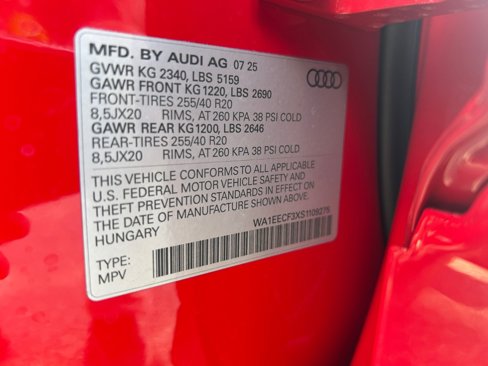 MFD. BY AUDI AG 07 25
GVWR KG 2340, LBS 5159
GAWR FRONT KG 1220, LBS 2690
FRONT-TIRES 255/40 R20
8,5JX20 RIMS, AT 260 KPA 38 PSI COLD
GAWR REAR KG 1200, LBS 2646
REAR-TIRES 255/40 R20
8,5JX20 RIMS, AT 260 KPA 38 PSI COLD
THIS VEHICLE CONFORMS TO ALL APPLICABLE
U.S. FEDERAL MOTOR VEHICLE SAFETY AND
THEFT PREVENTION STANDARDS IN EFFECT ON
THE DATE OF MANUFACTURE SHOWN ABOVE.
HUNGARY
WA1EECF3XS1109276
TYPE:
MPV